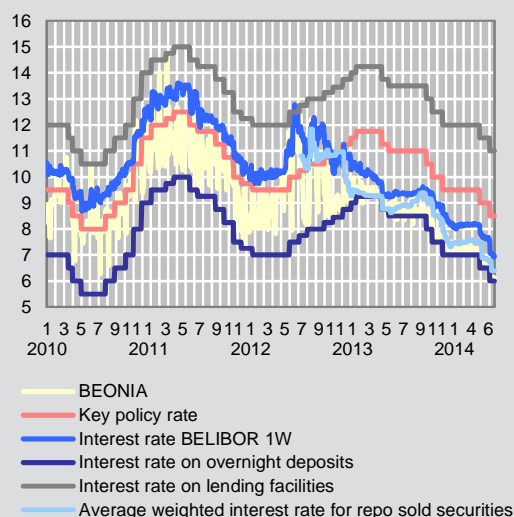 16
15
14
13
12
11
10
9
8
7
6
5
1 3 5 7 9 11 1 3 5 7 9 11 1 3 5 7 9 11 1 3 5 7 9 11 1 4 6
2010 2011 2012 2013 2014
BEONIA
Key policy rate
Interest rate BELIBOR 1W
Interest rate on overnight deposits
Interest rate on lending facilities
Average weighted interest rate for repo sold securities